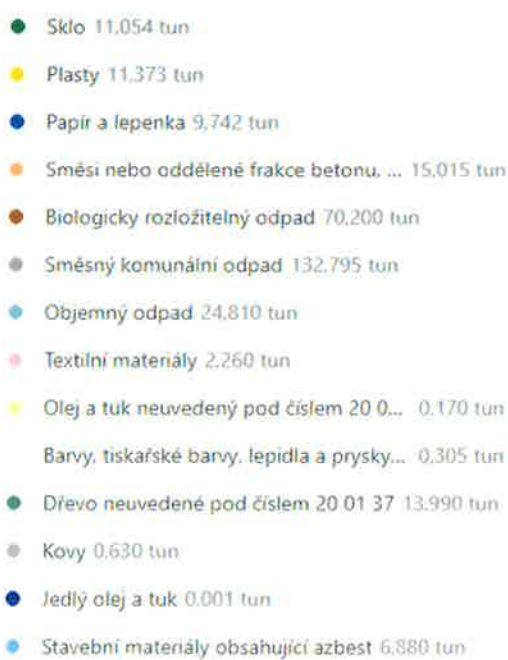 Sklo 11,054 tun
Plasty 11,373 tun
Papír a lepenka 9,742 tun
Směsi nebo oddělené frakce betonu, ... 15,015 tun
Biologicky rozložitelný odpad 70,200 tun
Směsný komunální odpad 132,795 tun
Objemný odpad 24,810 tun
Textilní materiály 2,260 tun
Olej a tuk neuvedený pod číslem 20 0... 0,170 tun
Barvy, tiskařské barvy, lepidla a prysky... 0,305 tun
Dřevo neuvedené pod číslem 20 01 37 13,990 tun
Kovy 0,630 tun
Jedlý olej a tuk 0,001 tun
Stavební materiály obsahující azbest 6,880 tun